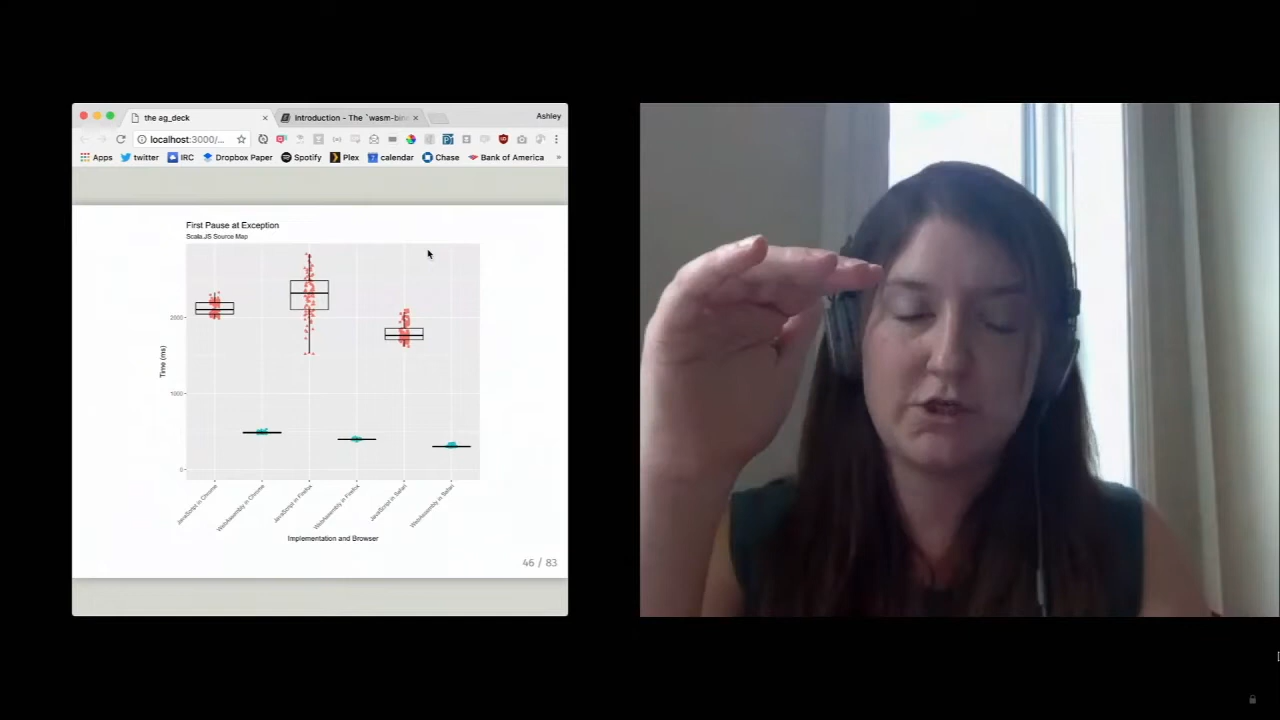 the ag_deck
Introduction - The `wasm-bin
Ashley
localhost:3000/...
Apps twitter IRC Dropbox Paper Spotify Plex calendar Chase Bank of America »
First Pause at Exception
Scala.JS Source Map
Time (ms)
2000
1000
0
JavaScript in Chrome
WebAssembly in Chrome
JavaScript in Firefox
WebAssembly in Firefox
JavaScript in Safari
WebAssembly in Safari
Implementation and Browser
46 / 83